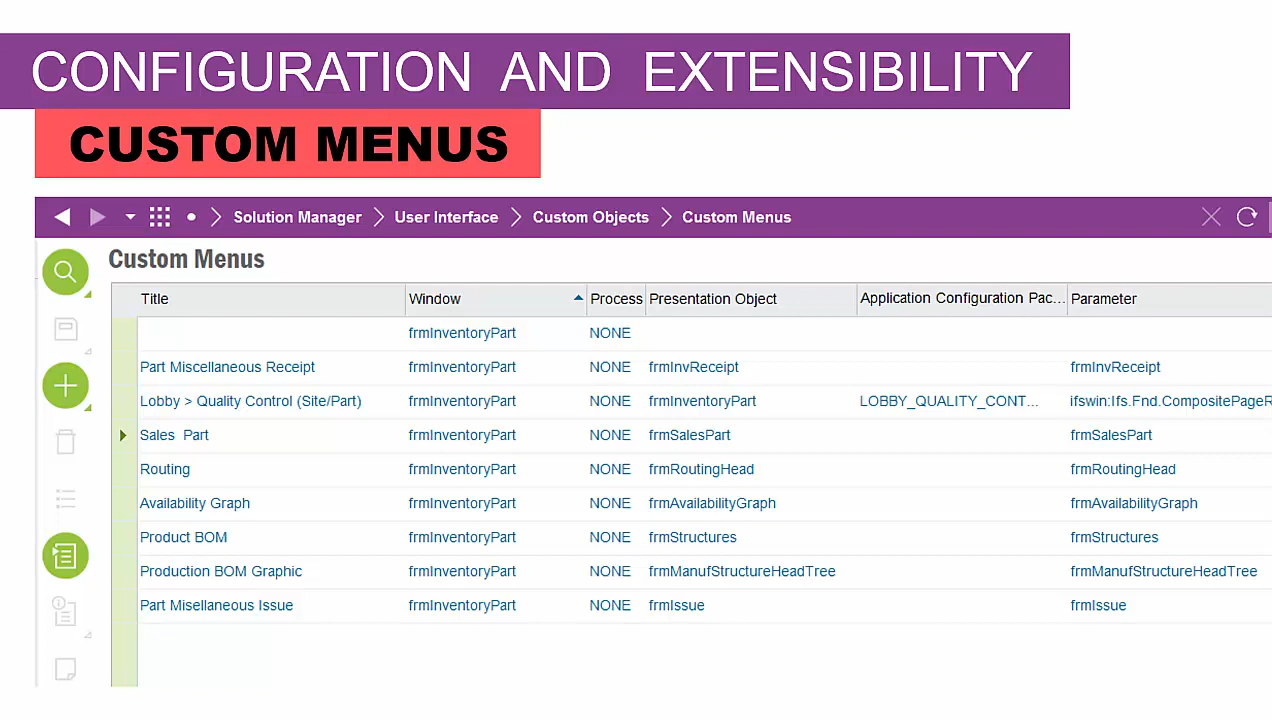 CONFIGURATION AND EXTENSIBILITY
CUSTOM MENUS
Solution Manager User Interface Custom Objects Custom Menus
Custom Menus
Title Window Process Presentation Object Application Configuration Pac... Parameter
frmInventoryPart NONE
Part Miscellaneous Receipt frmInventoryPart NONE frmInvReceipt frmInvReceipt
Lobby > Quality Control (Site/Part) frmInventoryPart NONE frmInventoryPart LOBBY_QUALITY_CONT... ifswin:Ifs.Fnd.CompositePageR
Sales Part frmInventoryPart NONE frmSalesPart frmSalesPart
Routing frmInventoryPart NONE frmRoutingHead frmRoutingHead
Availability Graph frmInventoryPart NONE frmAvailabilityGraph frmAvailabilityGraph
Product BOM frmInventoryPart NONE frmStructures frmStructures
Production BOM Graphic frmInventoryPart NONE frmManufStructureHeadTree frmManufStructureHeadTree
Part Misellaneous Issue frmInventoryPart NONE frmIssue frmIssue